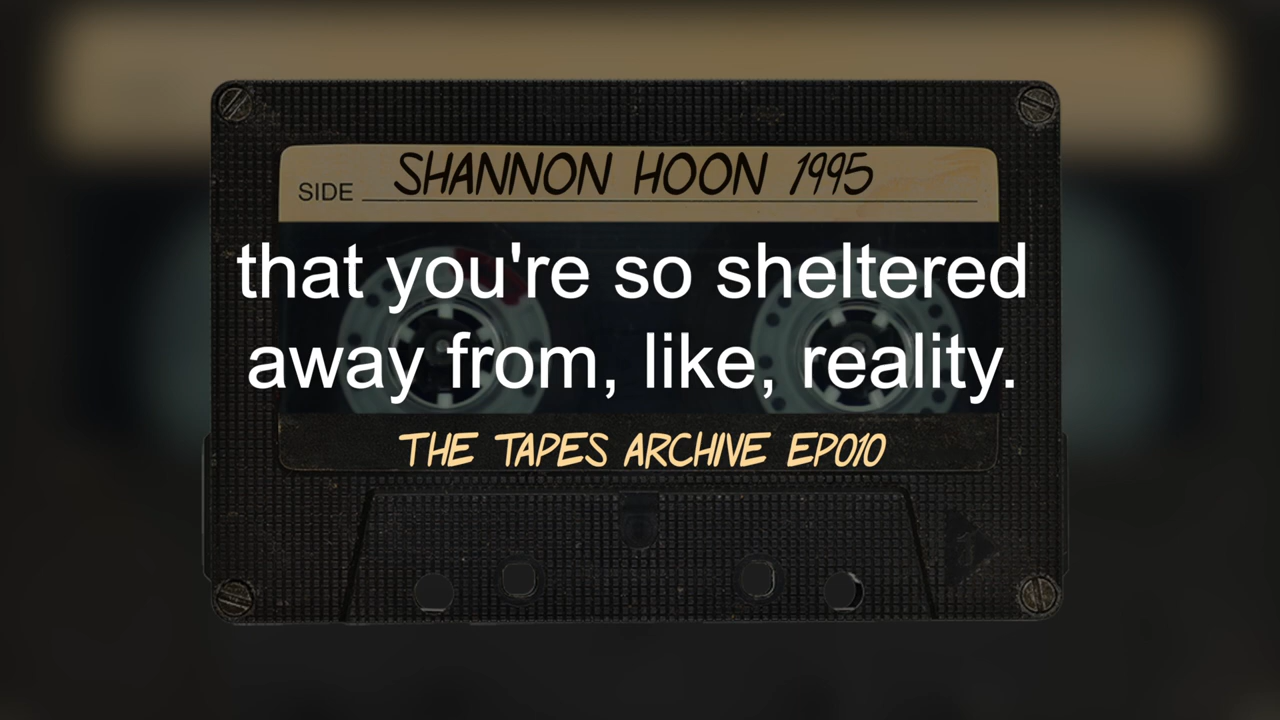 SHANNON HOON 1995
SIDE
that you're so sheltered
away from, like, reality.
THE TAPES ARCHIVE EP010